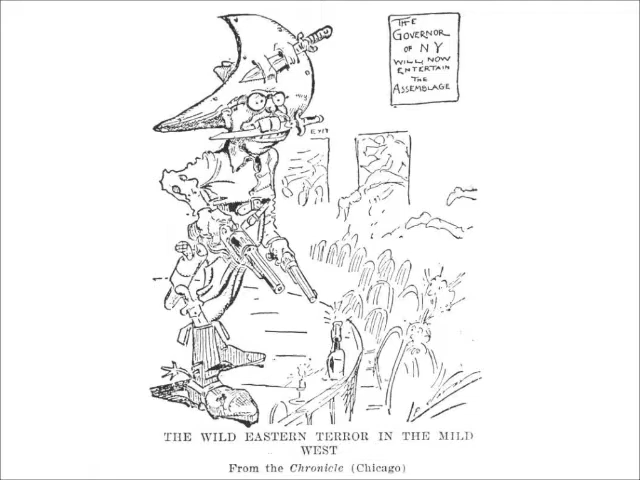 THE
GOVERNOR
OF NY
WILL NOW
ENTERTAIN
THE
ASSEMBLAGE
EXIT
THE WILD EASTERN TERROR IN THE MILD
WEST
From the Chronicle (Chicago)